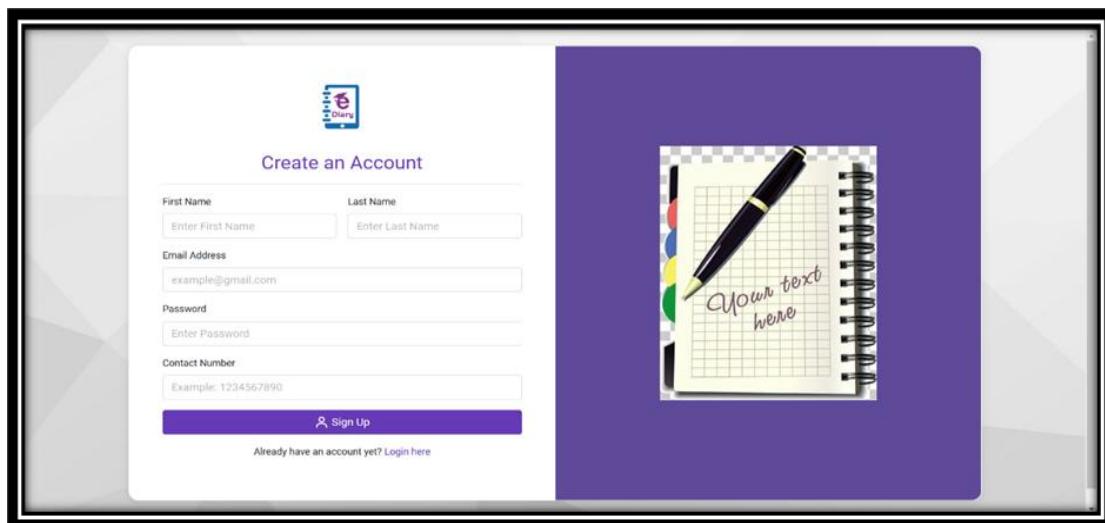 e
Diary
Create an Account
First Name Last Name
Enter First Name Enter Last Name
Email Address
example@gmail.com
Password
Enter Password
Contact Number
Example: 1234567890
Sign Up
Already have an account yet? Login here
Your text
here